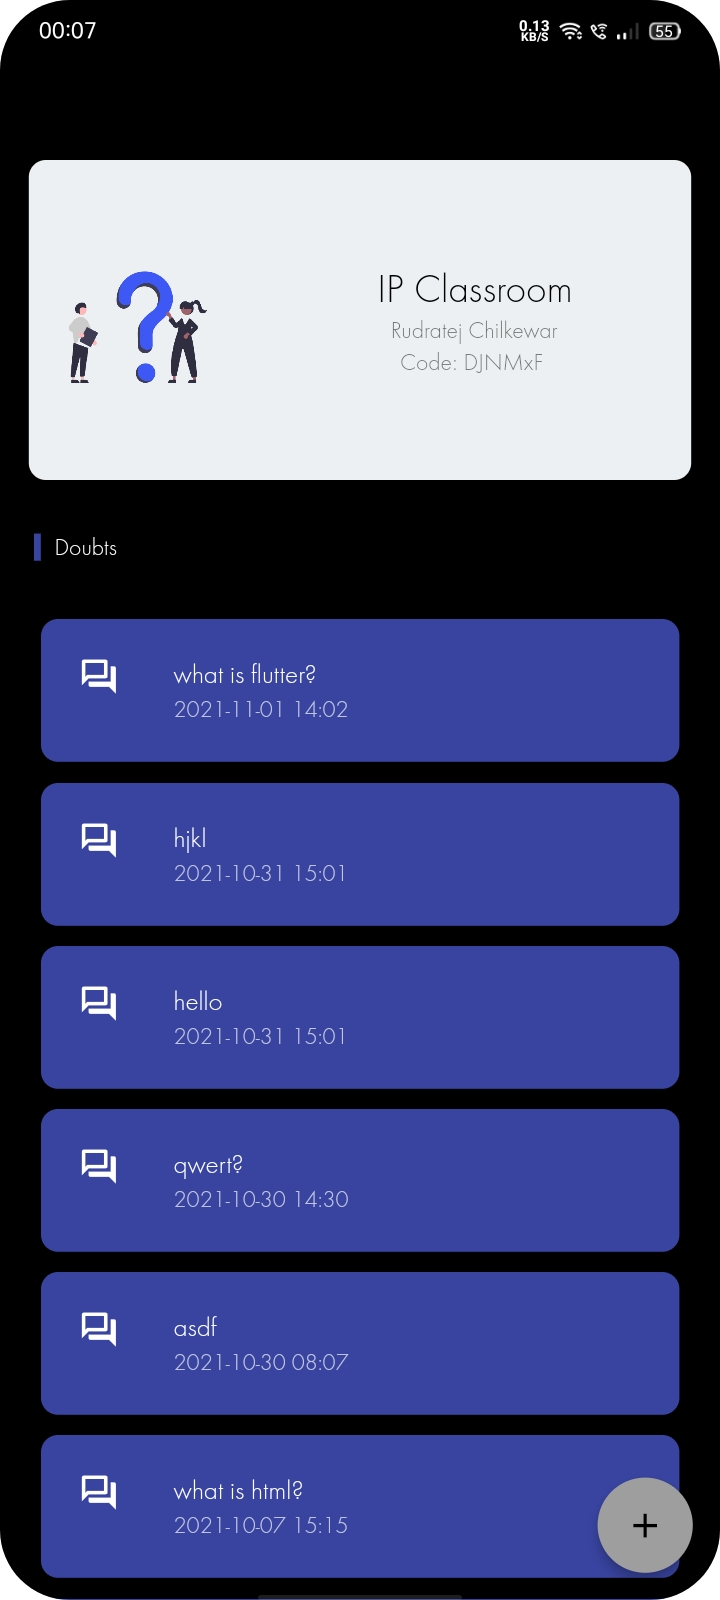 00:07
0.13
KB/S
55
IP Classroom
Rudratej Chilkewar
Code: DJNMxF
Doubts
what is flutter?
2021-11-01 14:02
hjkl
2021-10-31 15:01
hello
2021-10-31 15:01
qwert?
2021-10-30 14:30
asdf
2021-10-30 08:07
what is html?
2021-10-07 15:15